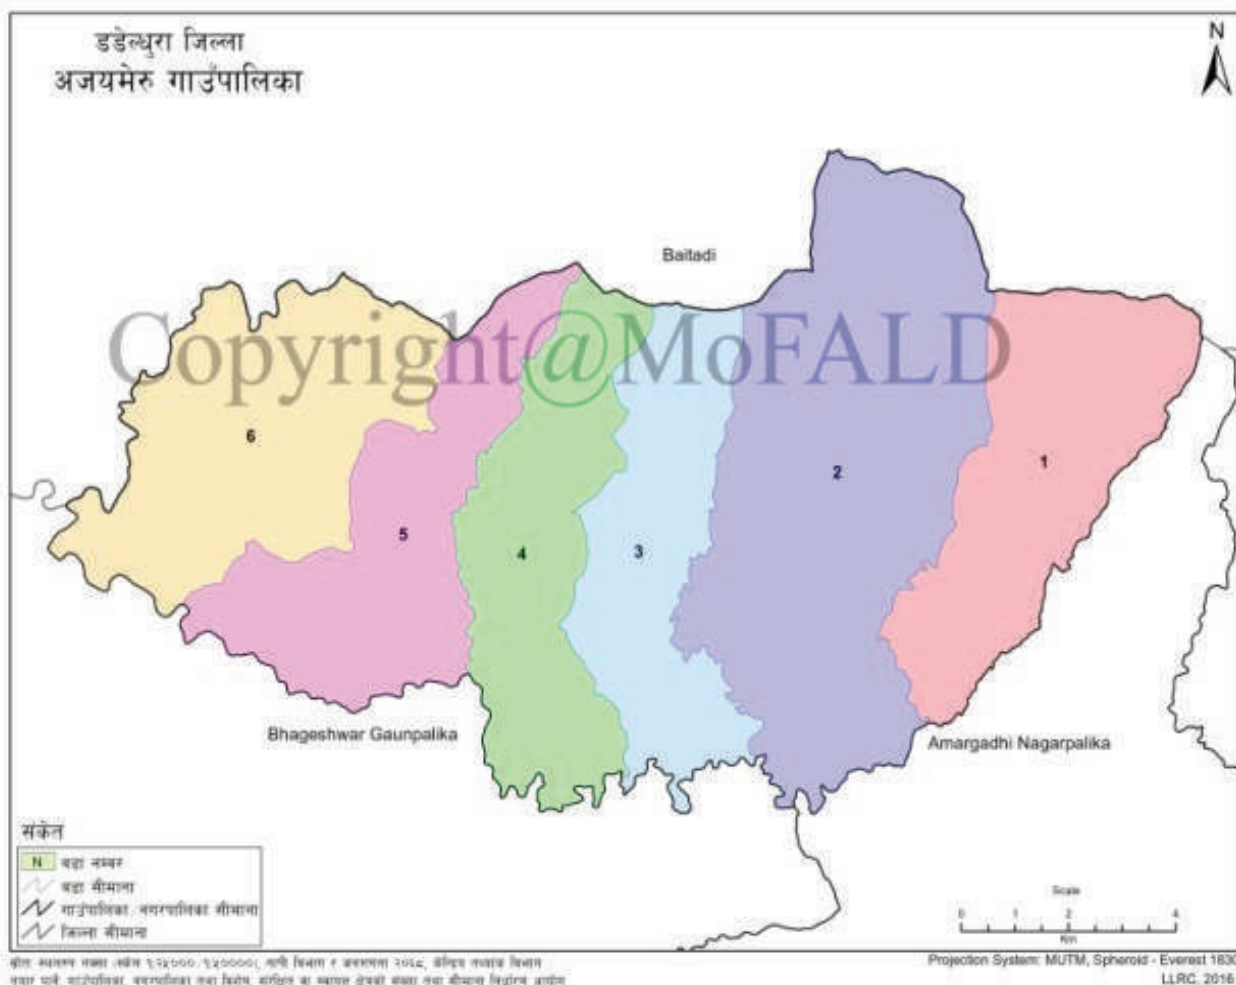 डडेल्धुरा जिल्ला
अजयमेरु गाउँपालिका
N
Baitadi
Copyright@MoFALD
6
5
4
3
2
1
Bhageshwar Gaunpalika
Amargadhi Nagarpalika
संकेत
N वडा नम्बर
वडा सीमाना
गाउँपालिका/नगरपालिका सीमाना
जिल्ला सीमाना
Scale
0 1 2 4
Km
Projection System: MUTM, Spheroid - Everest 1830
LLRC, 2016